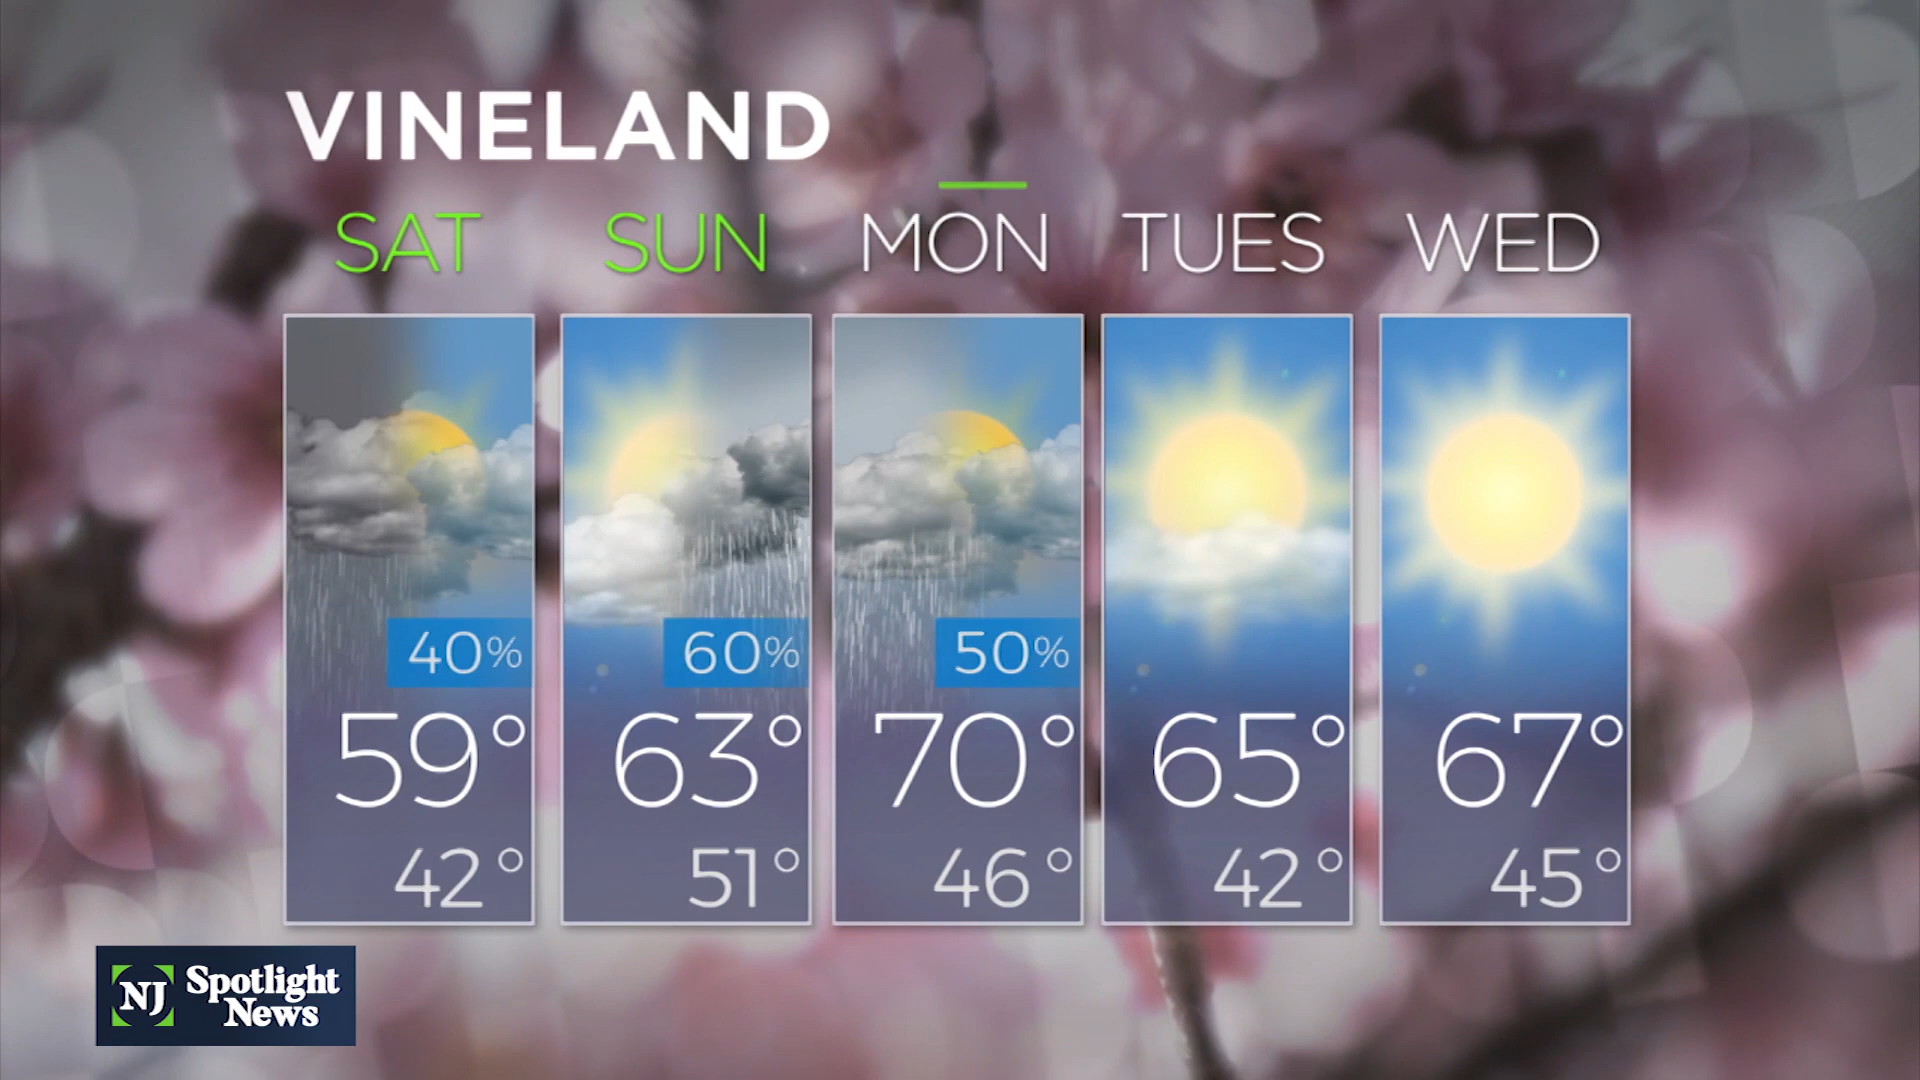 VINELAND
SAT SUN MON TUES WED
40% 60% 50%
59° 63° 70° 65° 67°
42° 51° 46° 42° 45°
NJ Spotlight
News